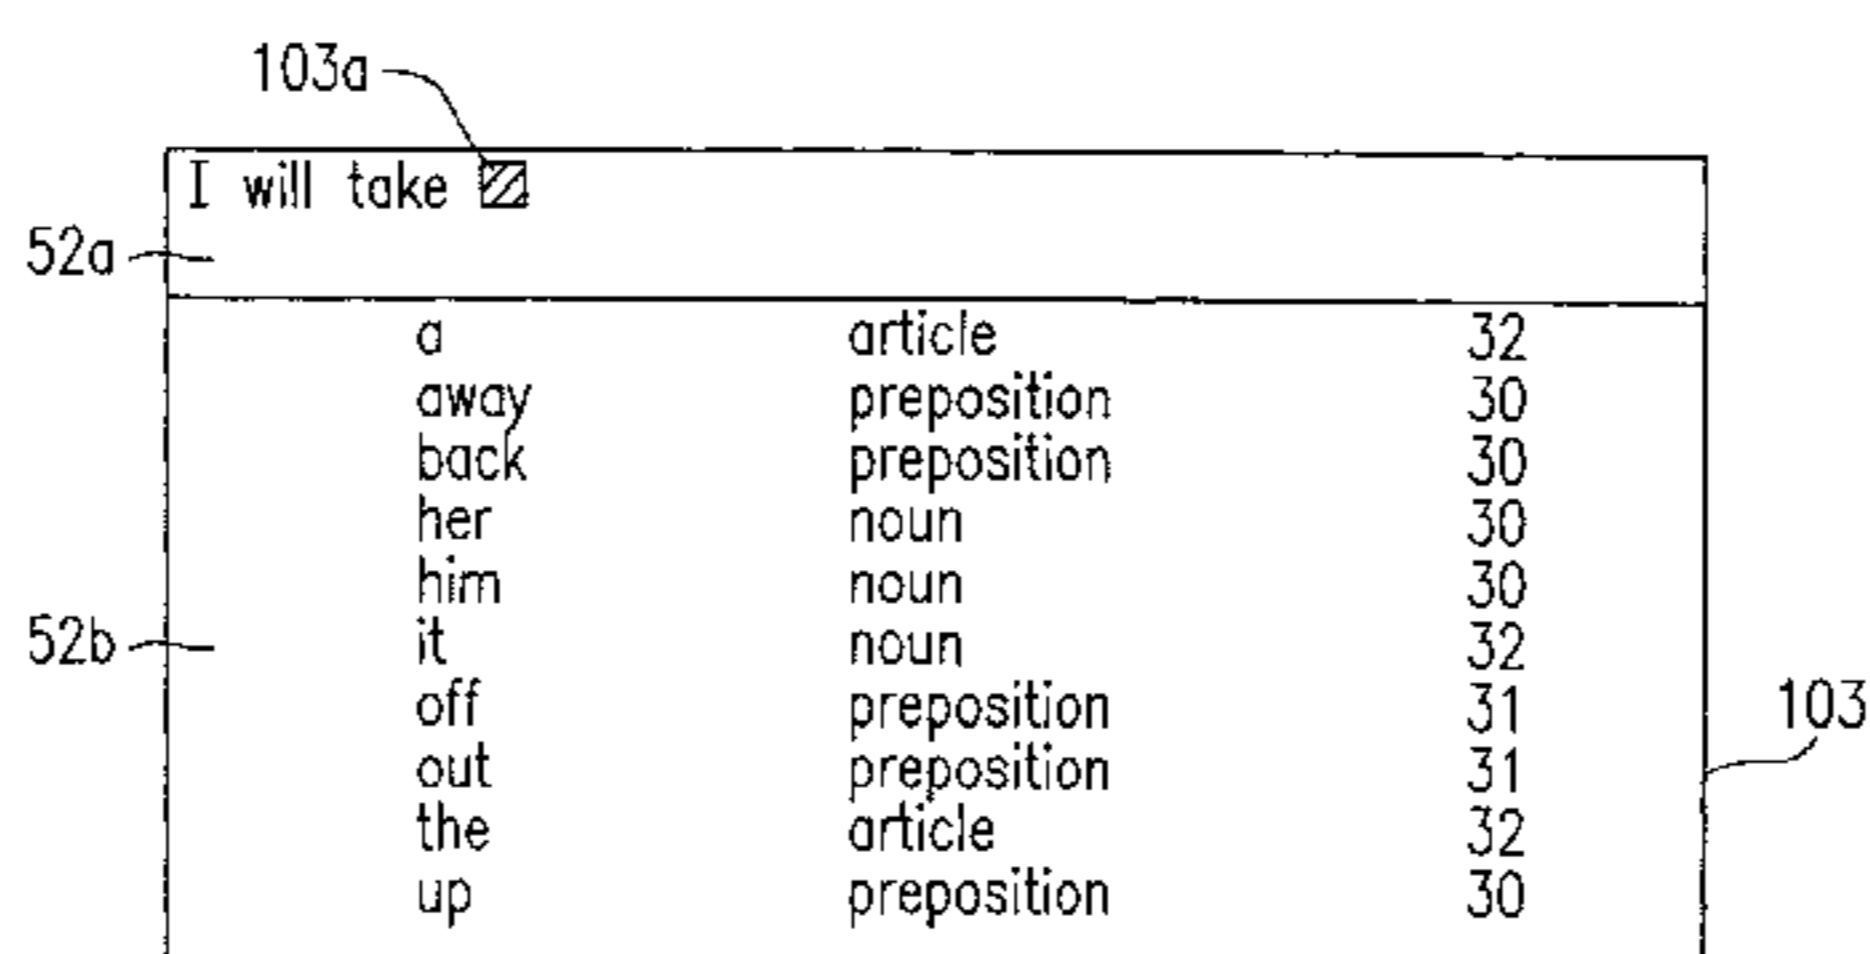 103a
I will take
52a
a article 32
away preposition 30
back preposition 30
her noun 30
him noun 30
52b it noun 32
off preposition 31
103
out preposition 31
the article 32
up preposition 30